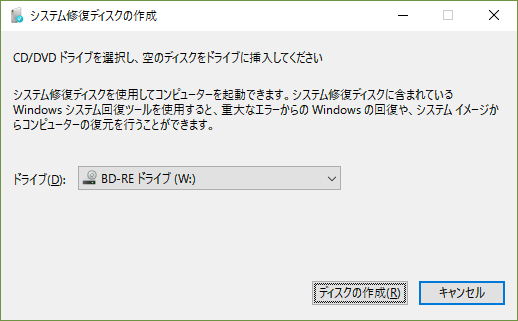 システム修復ディスクの作成
CD/DVD ドライブを選択し、空のディスクをドライブに挿入してください
システム修復ディスクを使用してコンピューターを起動できます。システム修復ディスクに含まれている
Windows システム回復ツールを使用すると、重大なエラーからの Windows の回復や、システム イメージか
らコンピューターの復元を行うことができます。
ドライブ(D):
BD-RE ドライブ (W:)
ディスクの作成(R)
キャンセル